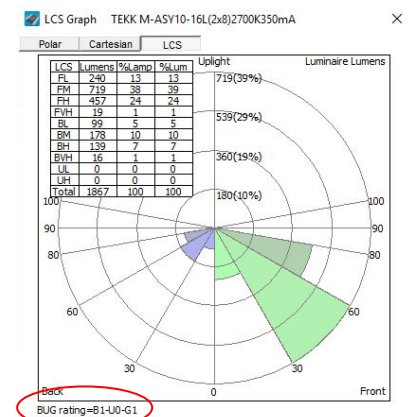 LCS Graph TEKK M-ASY10-16L(2x8)2700K350mA
Polar Cartesian LCS
Uplight Luminaire Lumens
LCS Lumens %Lamp %Lum
FL 240 13 13
FM 719 38 39
FH 457 24 24
FVH 19 1 1
BL 99 5 5
BM 178 10 10
BH 139 7 7
BVH 16 1 1
UL 0 0 0
UH 0 0 0
Total 1867 100 100
719(39%)
539(29%)
360(19%)
180(10%)
100 100
90 90
80 80
60 60
30 30
Back 0 Front
BUG rating=B1-U0-G1